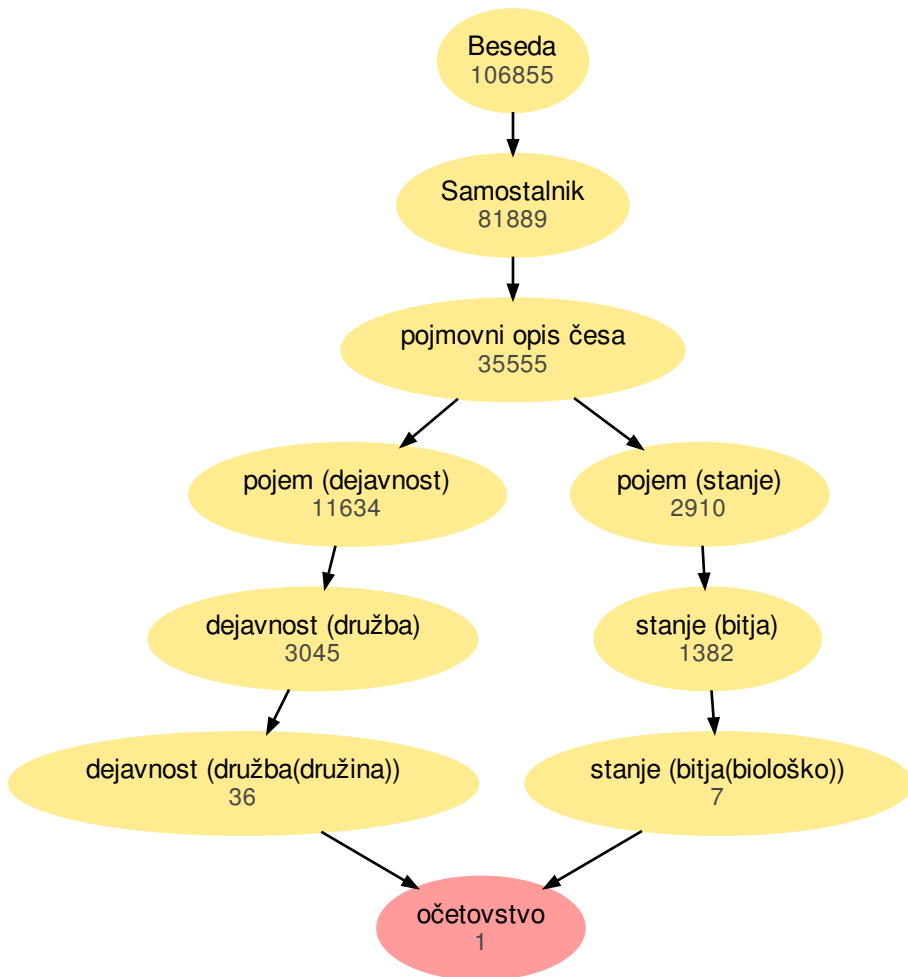 Beseda
106855
Samostalnik
81889
pojmovni opis česa
35555
pojem (dejavnost)
11634
pojem (stanje)
2910
dejavnost (družba)
3045
stanje (bitja)
1382
dejavnost (družba(družina))
36
stanje (bitja(biološko))
7
očetovstvo
1